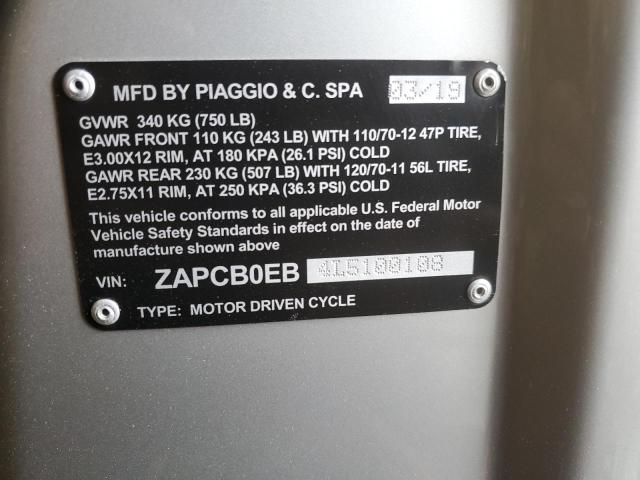 MFD BY PIAGGIO & C. SPA 03/19
GVWR 340 KG (750 LB)
GAWR FRONT 110 KG (243 LB) WITH 110/70-12 47P TIRE,
E3.00X12 RIM, AT 180 KPA (26.1 PSI) COLD
GAWR REAR 230 KG (507 LB) WITH 120/70-11 56L TIRE,
E2.75X11 RIM, AT 250 KPA (36.3 PSI) COLD
This vehicle conforms to all applicable U.S. Federal Motor
Vehicle Safety Standards in effect on the date of
manufacture shown above
VIN: ZAPCB0EB 4L5100108
TYPE: MOTOR DRIVEN CYCLE